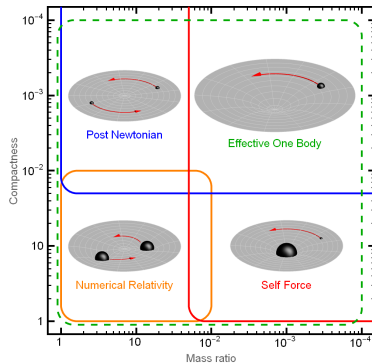 10⁻⁴
10⁻³
10⁻²
10
1
Compactness
Post Newtonian
Effective One Body
Numerical Relativity
Self Force
1 10 10⁻² 10⁻³ 10⁻⁴
Mass ratio